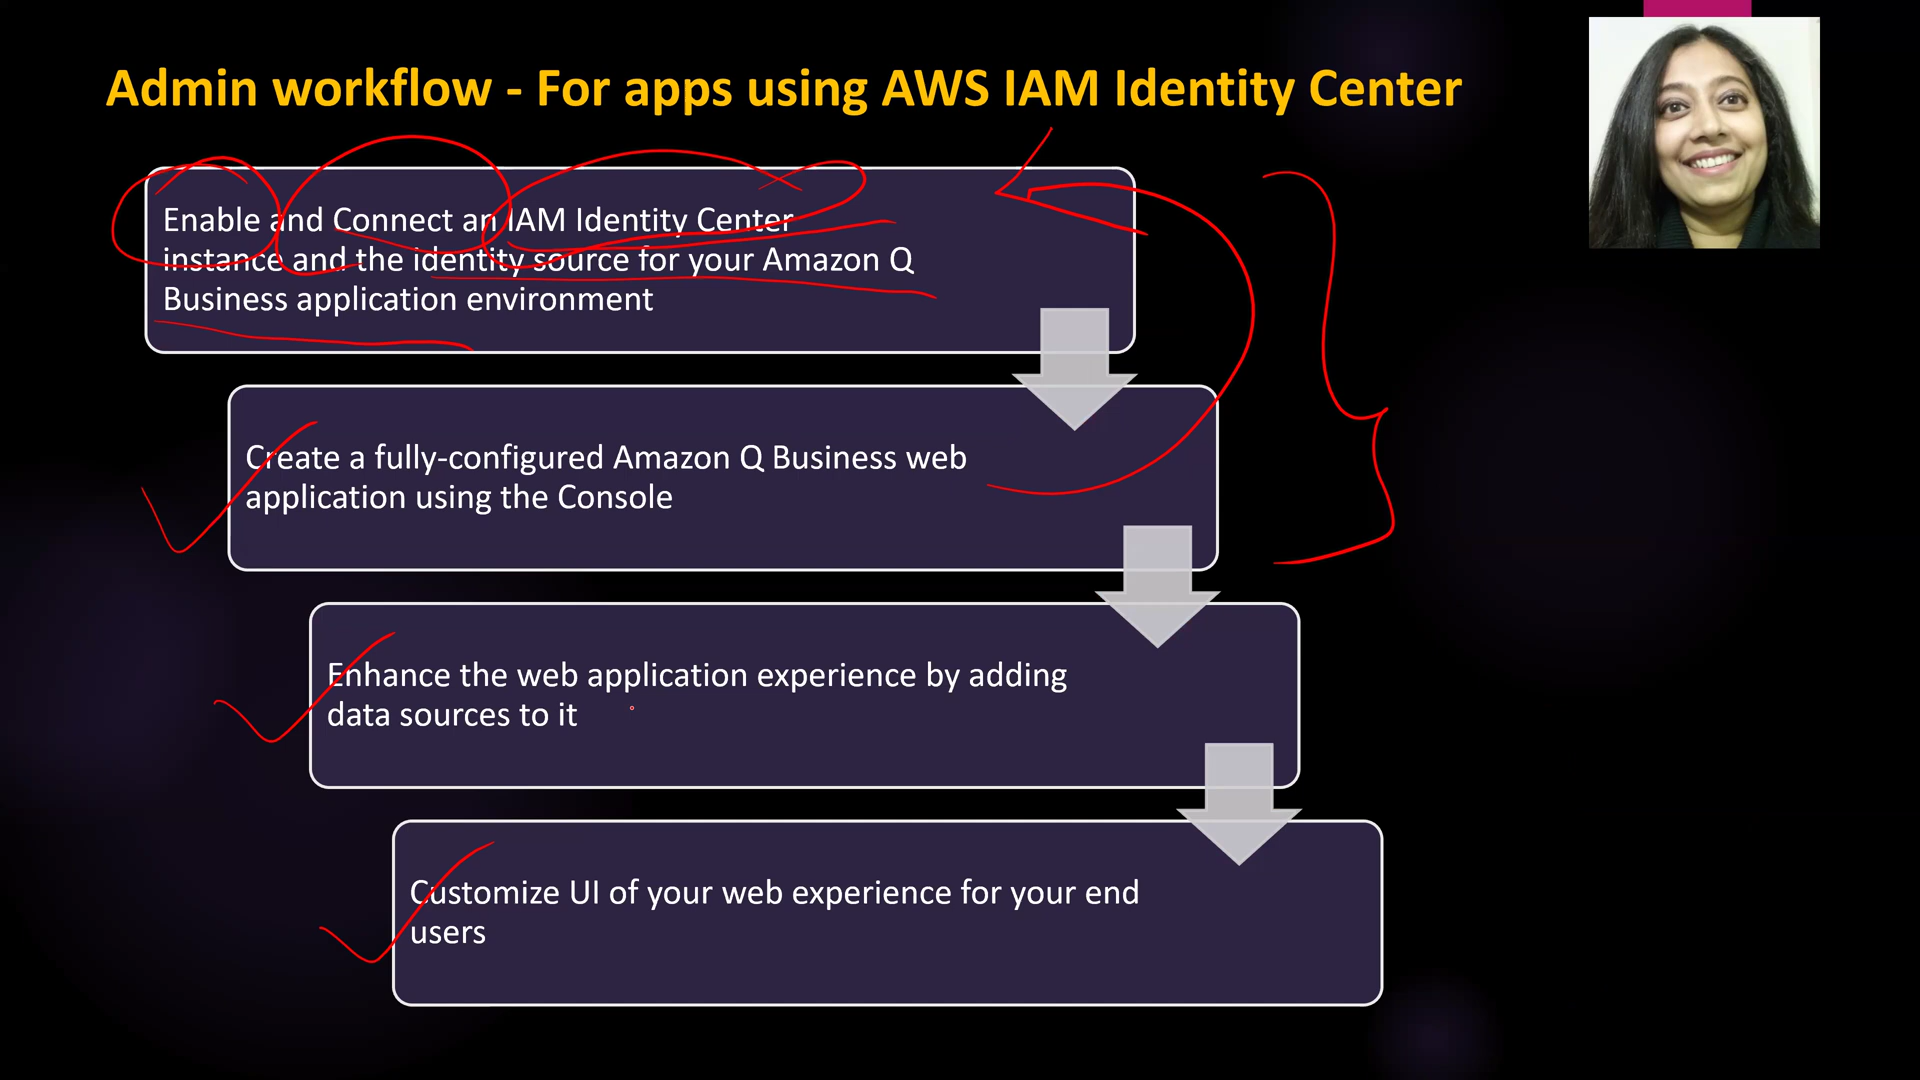 Admin workflow - For apps using AWS IAM Identity Center
Enable and Connect an IAM Identity Center
instance and the identity source for your Amazon Q
Business application environment
Create a fully-configured Amazon Q Business web
application using the Console
Enhance the web application experience by adding
data sources to it
Customize UI of your web experience for your end
users